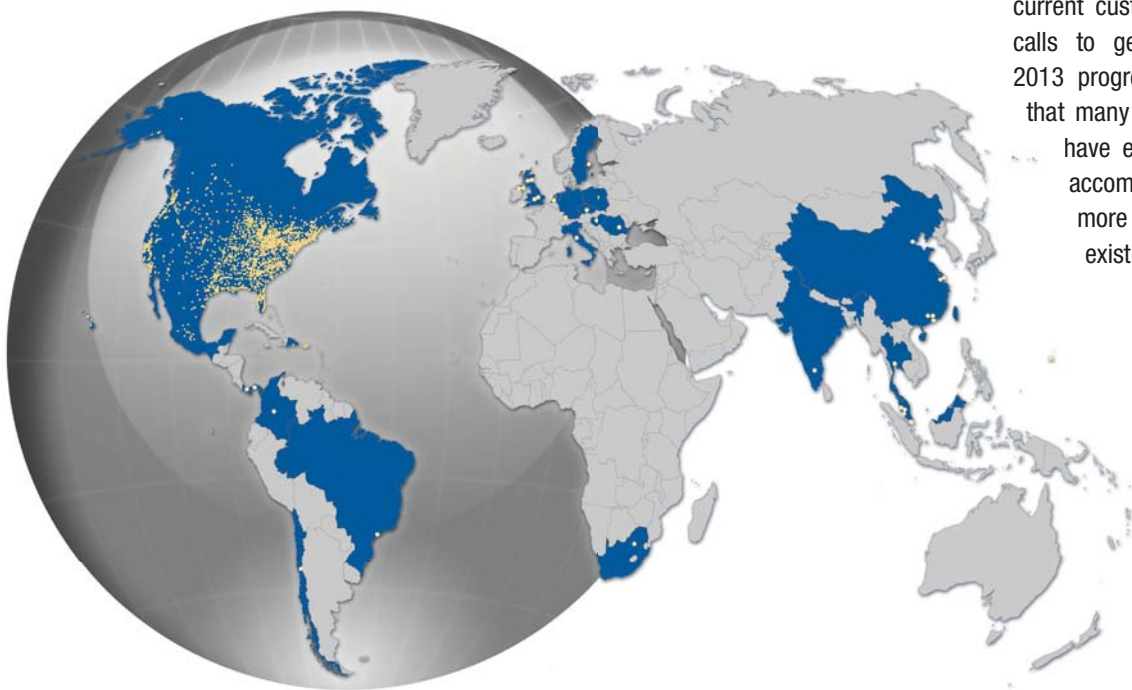 current cust
calls to ge
2013 progre
that many
have e
accom
more
exist